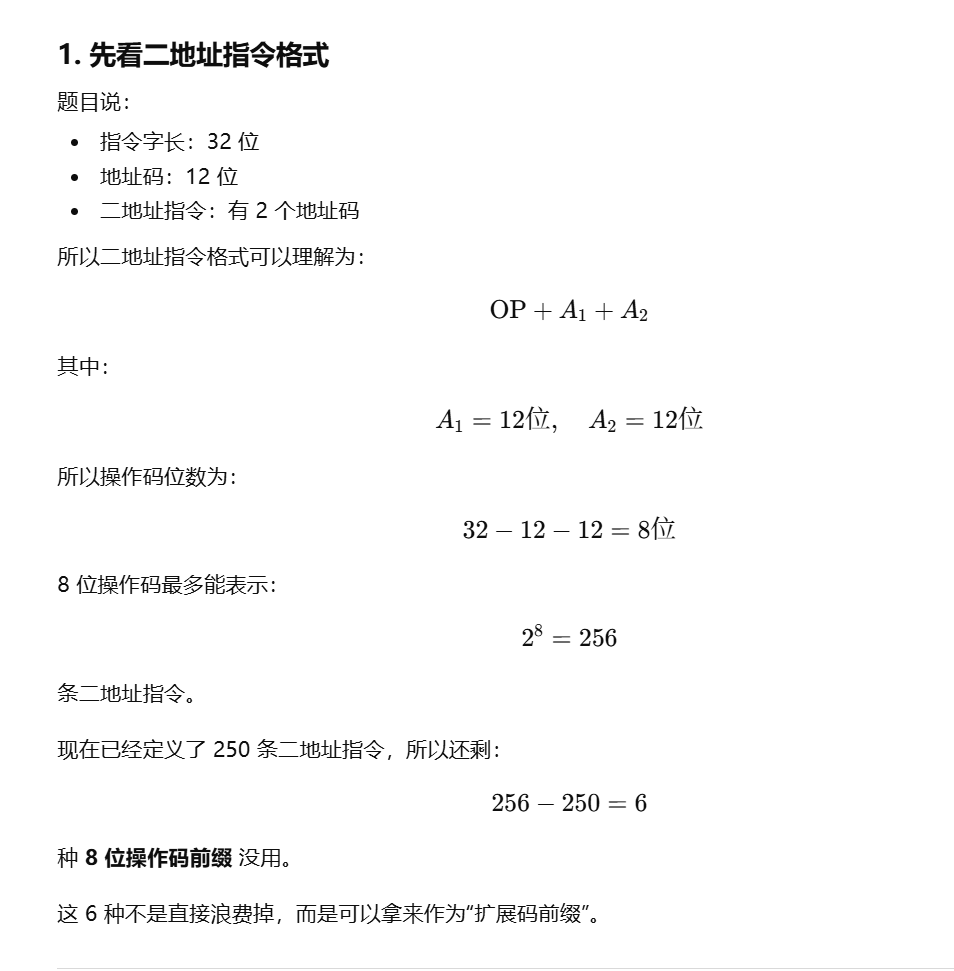 1. 先看二地址指令格式
题目说：
• 指令字长：32 位
• 地址码：12 位
• 二地址指令：有 2 个地址码
所以二地址指令格式可以理解为：
OP + A₁ + A₂
其中：
A₁ = 12位, A₂ = 12位
所以操作码位数为：
32 − 12 − 12 = 8位
8 位操作码最多能表示：
2⁸ = 256
条二地址指令。
现在已经定义了 250 条二地址指令，所以还剩：
256 − 250 = 6
种 8 位操作码前缀 没用。
这 6 种不是直接浪费掉，而是可以拿来作为“扩展码前缀”。